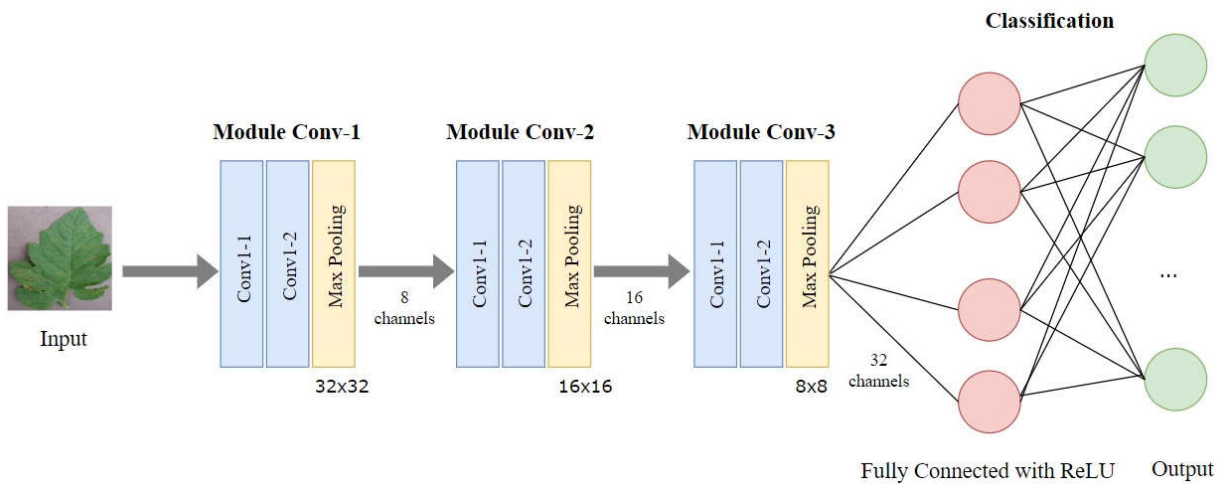 Classification
Module Conv-1
Module Conv-2
Module Conv-3
Conv1-1
Conv1-2
Max Pooling
Conv1-1
Conv1-2
Max Pooling
Conv1-1
Conv1-2
Max Pooling
8
channels
16
channels
32
channels
...
Input
32x32
16x16
8x8
Fully Connected with ReLU
Output